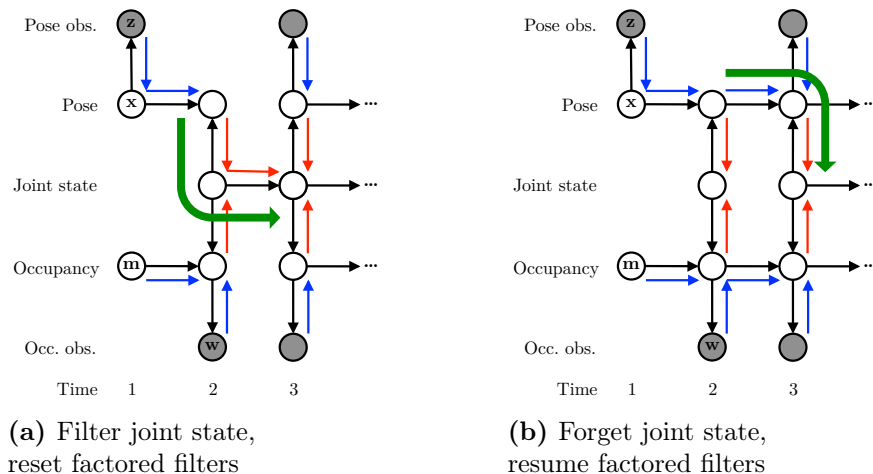 Pose obs. z
Pose x ...
Joint state ...
Occupancy m ...
Occ. obs. w
Time 1 2 3
(a) Filter joint state,
reset factored filters
Pose obs. z
Pose x ...
Joint state ...
Occupancy m ..
Occ. obs. w
Time 1 2 3
(b) Forget joint state,
resume factored filters